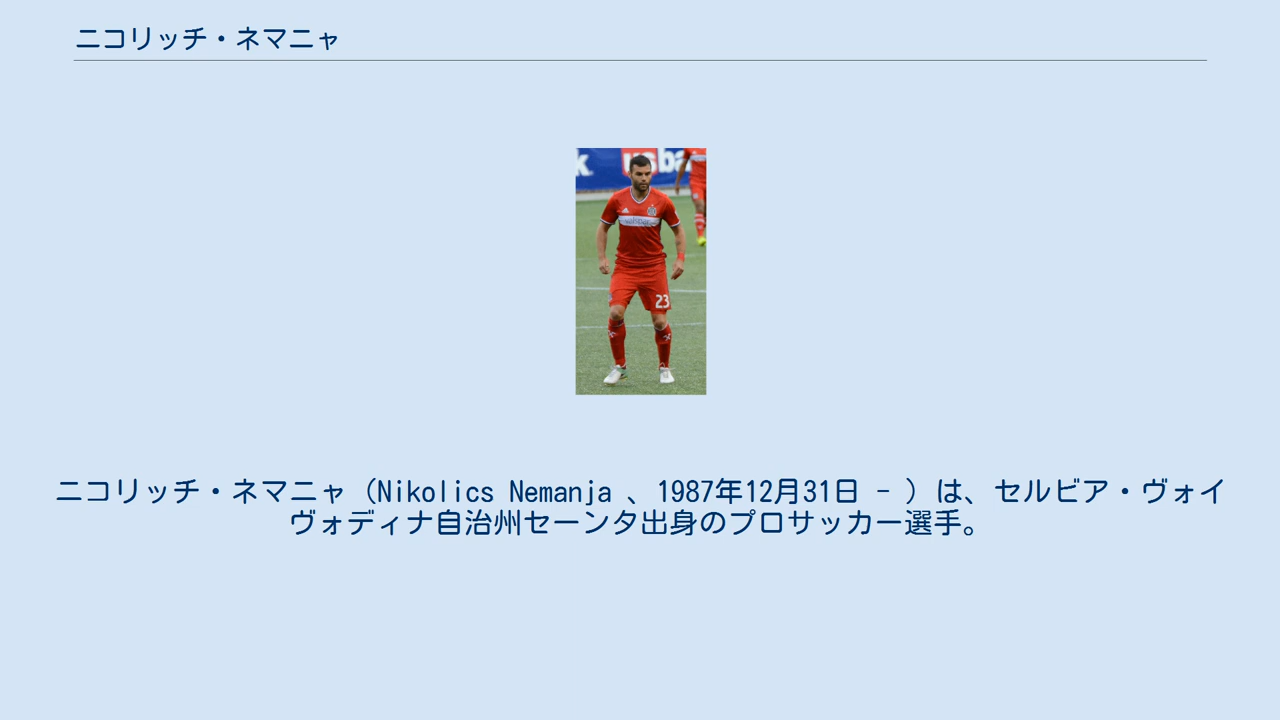 ニコリッチ・ネマニャ
k.
usba
valspar
23
ニコリッチ・ネマニャ（Nikolics Nemanja 、1987年12月31日 - ）は、セルビア・ヴォイ
ヴォディナ自治州セーンタ出身のプロサッカー選手。